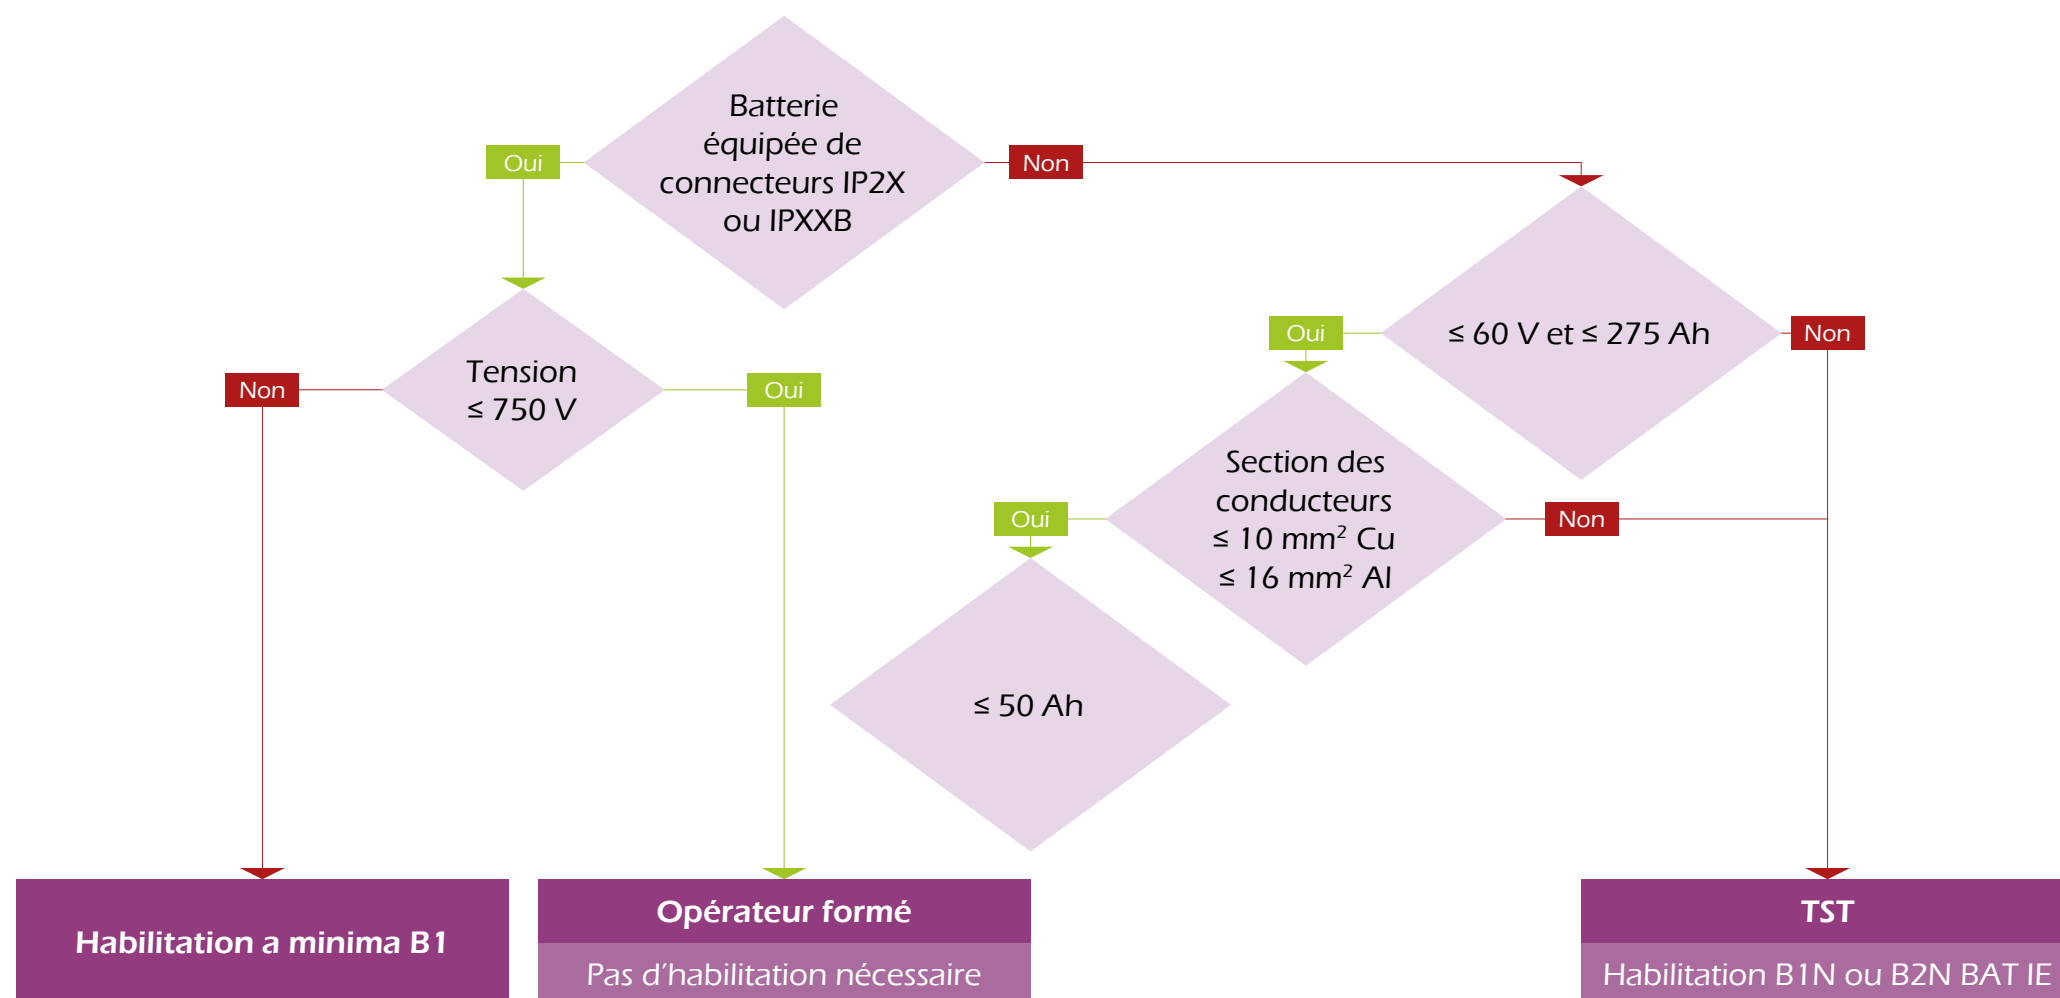 Batterie
équipée de
connecteurs IP2X
ou IPXXB
Oui
Non
Tension
≤ 750 V
Non
Oui
≤ 60 V et ≤ 275 Ah
Oui
Non
Section des
conducteurs
≤ 10 mm² Cu
≤ 16 mm² Al
Oui
Non
≤ 50 Ah
Habilitation a minima B1
Opérateur formé
Pas d’habilitation nécessaire
TST
Habilitation B1N ou B2N BAT IE